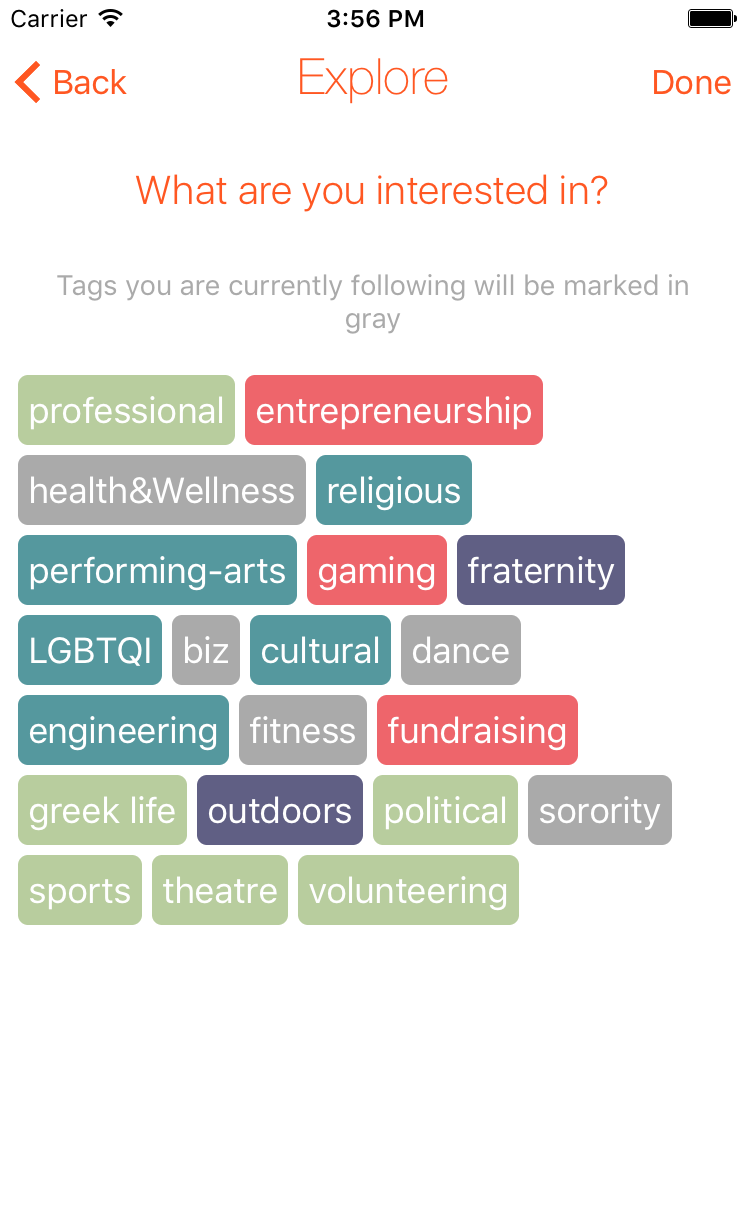 Carrier 3:56 PM
Back Explore Done
What are you interested in?
Tags you are currently following will be marked in
gray
professional entrepreneurship
health&Wellness religious
performing-arts gaming fraternity
LGBTQI biz cultural dance
engineering fitness fundraising
greek life outdoors political sorority
sports theatre volunteering